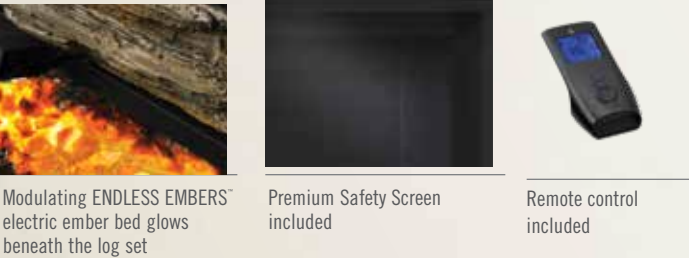 Modulating ENDLESS EMBERS™
electric ember bed glows
beneath the log set
Premium Safety Screen
included
Remote control
included